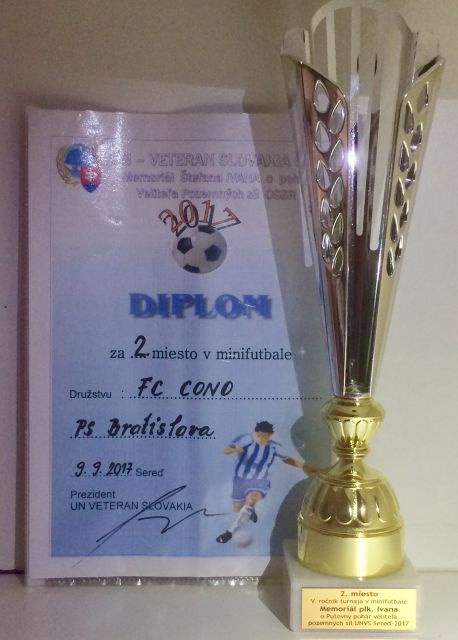 UN – VETERAN SLOVAKIA
Memoriál Štefana IVANA o pohár
Veliteľa Pozemných síl OSSR
2017
DIPLOM
za 2 miesto v minifutbale
Družstvu : FC CONO
PS Bratislava
9.9.2017 Sereď
Prezident
UN VETERAN SLOVAKIA
2. miesto
V. ročník turnaja v minifutbale
Memoriál plk. Ivana
o Putovný pohár veliteľa
pozemných síl UNVS Sereď 2017